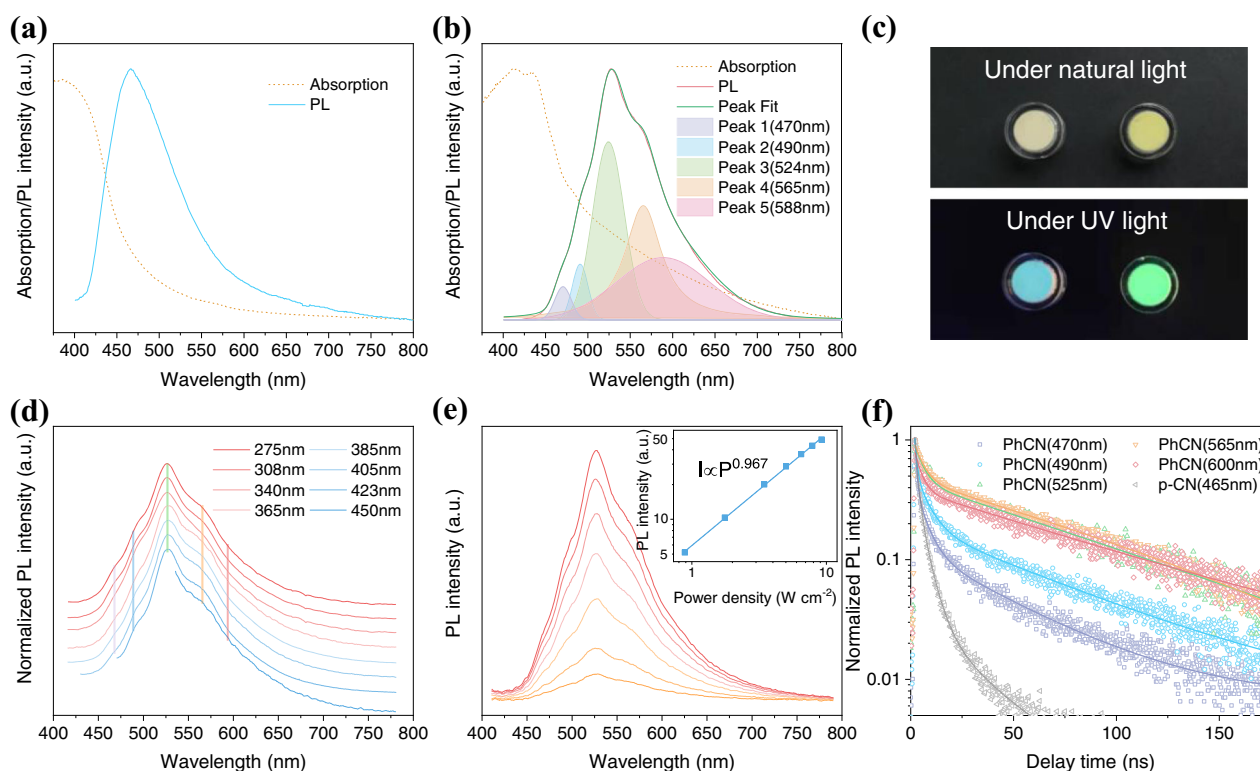 (a)
Absorption/PL intensity (a.u.)
Absorption
PL
400 450 500 550 600 650 700 750 800
Wavelength (nm)
(b)
Absorption/PL intensity (a.u.)
Absorption
PL
Peak Fit
Peak 1(470nm)
Peak 2(490nm)
Peak 3(524nm)
Peak 4(565nm)
Peak 5(588nm)
400 450 500 550 600 650 700 750 800
Wavelength (nm)
(c)
Under natural light
Under UV light
(d)
Normalized PL intensity (a.u.)
275nm 385nm
308nm 405nm
340nm 423nm
365nm 450nm
400 450 500 550 600 650 700 750 800
Wavelength (nm)
(e)
PL intensity (a.u.)
PL intensity (a.u.)
50
10
5
I∝P^0.967
1 10
Power density (W cm⁻²)
400 450 500 550 600 650 700 750 800
Wavelength (nm)
(f)
Normalized PL intensity
1
0.1
0.01
PhCN(470nm) PhCN(565nm)
PhCN(490nm) PhCN(600nm)
PhCN(525nm) p-CN(465nm)
0 50 100 150
Delay time (ns)